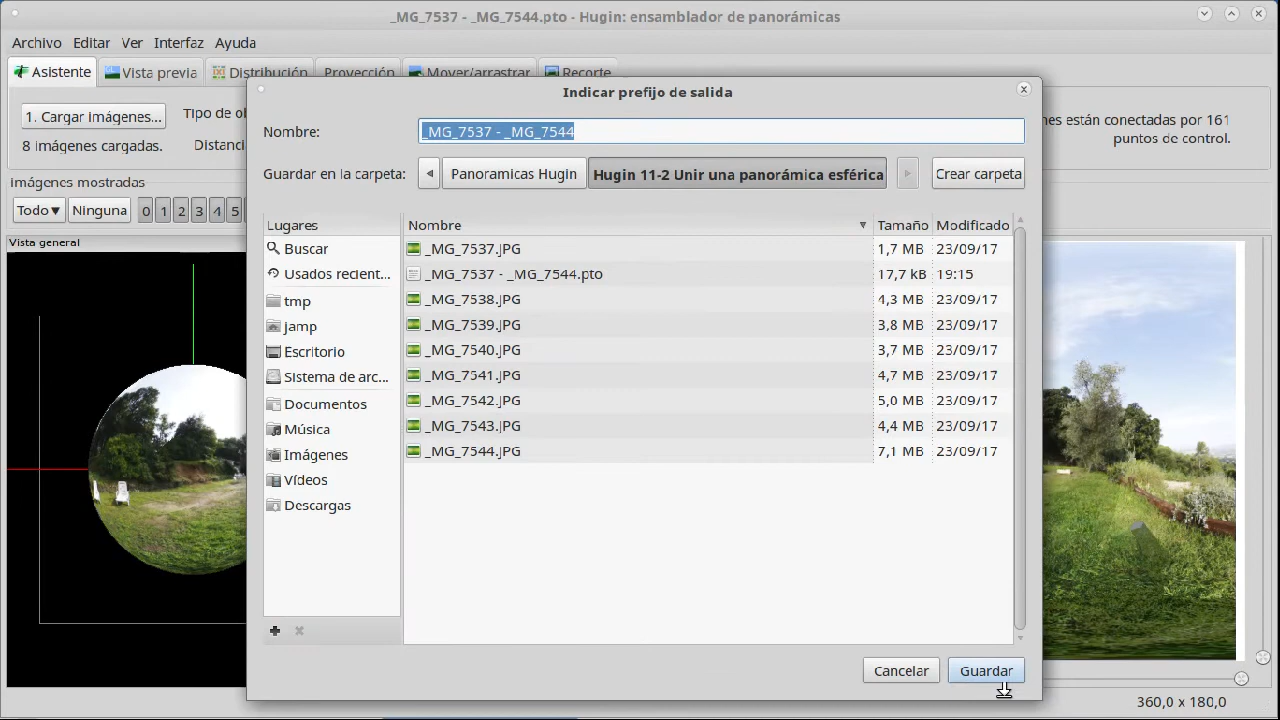 _MG_7537 - _MG_7544.pto - Hugin: ensamblador de panorámicas
Archivo Editar Ver Interfaz Ayuda
Asistente Vista previa Distribución Proyección Mover/arrastrar Recorte
1. Cargar imágenes... Tipo de
8 imágenes cargadas. Distanci
nes están conectadas por 161
puntos de control.
Imágenes mostradas
Todo Ninguna 0 1 2 3 4 5
Vista general
Indicar prefijo de salida
Nombre: _MG_7537 - _MG_7544
Guardar en la carpeta: Panoramicas Hugin Hugin 11-2 Unir una panorámica esférica Crear carpeta
Lugares
Buscar
Usados recient...
tmp
jamp
Escritorio
Sistema de arc...
Documentos
Música
Imágenes
Vídeos
Descargas
Nombre Tamaño Modificado
_MG_7537.JPG 1,7 MB 23/09/17
_MG_7537 - _MG_7544.pto 17,7 kB 19:15
_MG_7538.JPG 4,3 MB 23/09/17
_MG_7539.JPG 3,8 MB 23/09/17
_MG_7540.JPG 3,7 MB 23/09/17
_MG_7541.JPG 4,7 MB 23/09/17
_MG_7542.JPG 5,0 MB 23/09/17
_MG_7543.JPG 4,4 MB 23/09/17
_MG_7544.JPG 7,1 MB 23/09/17
Cancelar Guardar
360,0 x 180,0